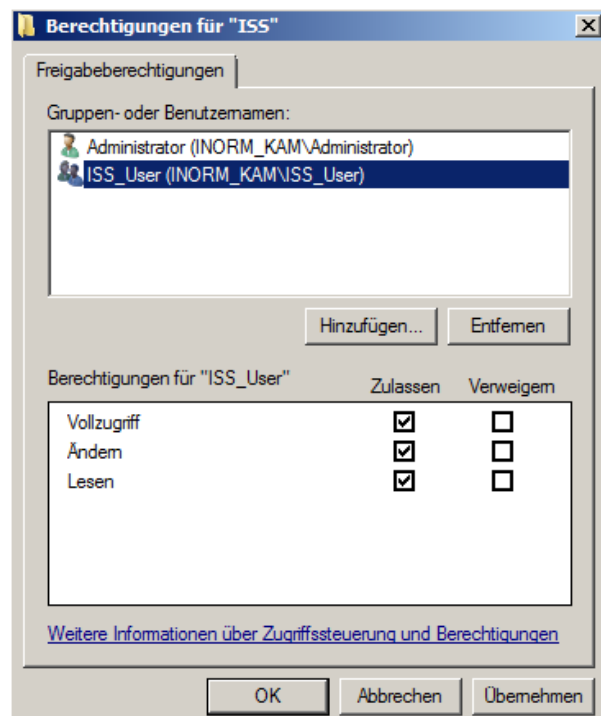 Berechtigungen für "ISS"
Freigabeberechtigungen
Gruppen- oder Benutzernamen:
Administrator (INORM_KAM\Administrator)
ISS_User (INORM_KAM\ISS_User)
Hinzufügen...
Entfernen
Berechtigungen für "ISS_User"
Zulassen Verweigern
Vollzugriff
Ändern
Lesen
Weitere Informationen über Zugriffssteuerung und Berechtigungen
OK
Abbrechen
Übernehmen